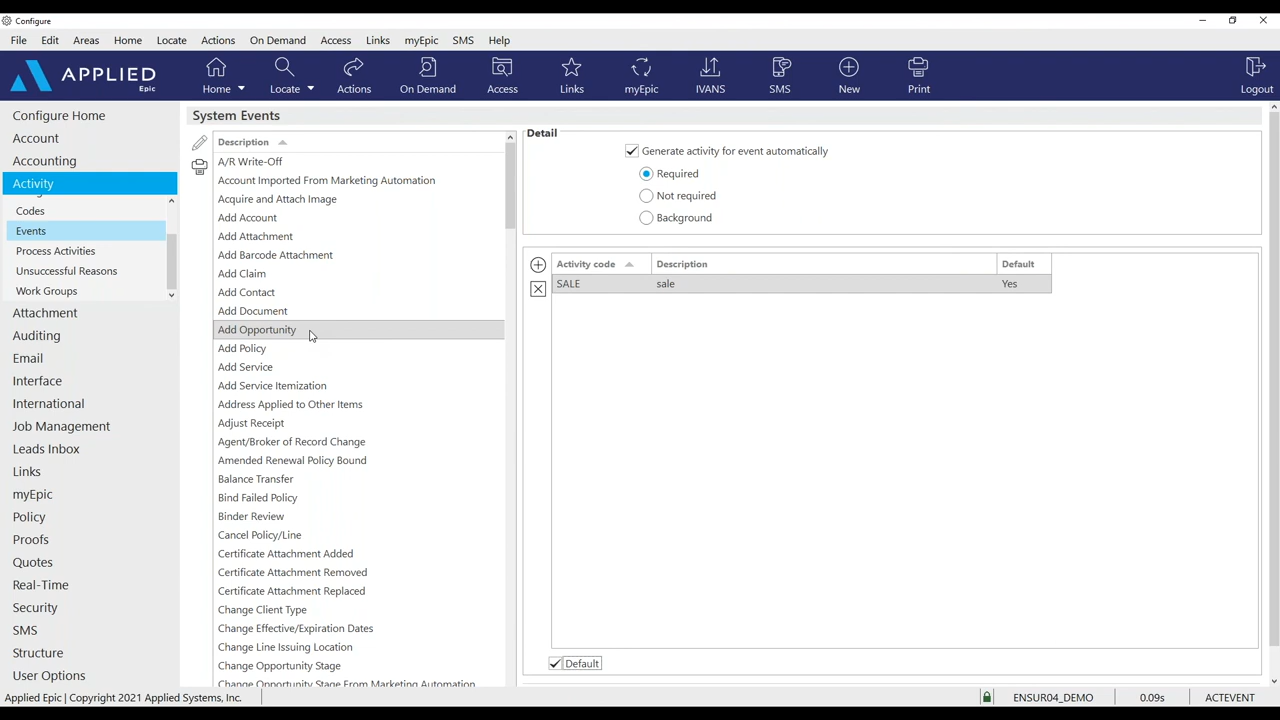 Configure
File Edit Areas Home Locate Actions On Demand Access Links myEpic SMS Help
APPLIED
Epic
Home Locate Actions On Demand Access Links myEpic IVANS SMS New Print Logout
Configure Home
Account
Accounting
Activity
Codes
Events
Process Activities
Unsuccessful Reasons
Work Groups
Attachment
Auditing
Email
Interface
International
Job Management
Leads Inbox
Links
myEpic
Policy
Proofs
Quotes
Real-Time
Security
SMS
Structure
User Options
System Events
Description
A/R Write-Off
Account Imported From Marketing Automation
Acquire and Attach Image
Add Account
Add Attachment
Add Barcode Attachment
Add Claim
Add Contact
Add Document
Add Opportunity
Add Policy
Add Service
Add Service Itemization
Address Applied to Other Items
Adjust Receipt
Agent/Broker of Record Change
Amended Renewal Policy Bound
Balance Transfer
Bind Failed Policy
Binder Review
Cancel Policy/Line
Certificate Attachment Added
Certificate Attachment Removed
Certificate Attachment Replaced
Change Client Type
Change Effective/Expiration Dates
Change Line Issuing Location
Change Opportunity Stage
Change Opportunity Stage From Marketing Automation
Detail
Generate activity for event automatically
Required
Not required
Background
Activity code Description Default
SALE sale Yes
Default
Applied Epic | Copyright 2021 Applied Systems, Inc. ENSUR04_DEMO 0.09s ACTEVENT